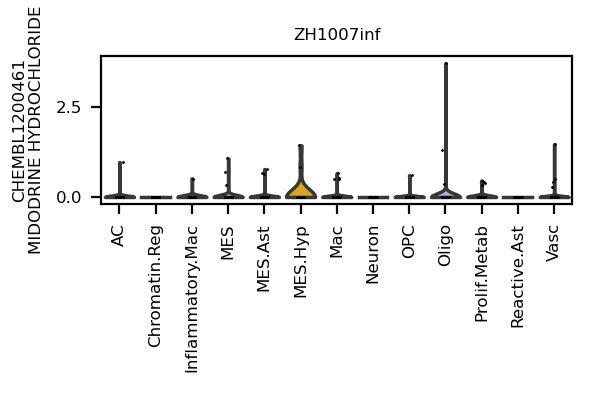 ZH1007inf
CHEMBL1200461
MIDODRINE HYDROCHLORIDE
2.5
0.0
AC
Chromatin.Reg
Inflammatory.Mac
MES
MES.Ast
MES.Hyp
Mac
Neuron
OPC
Oligo
Prolif.Metab
Reactive.Ast
Vasc